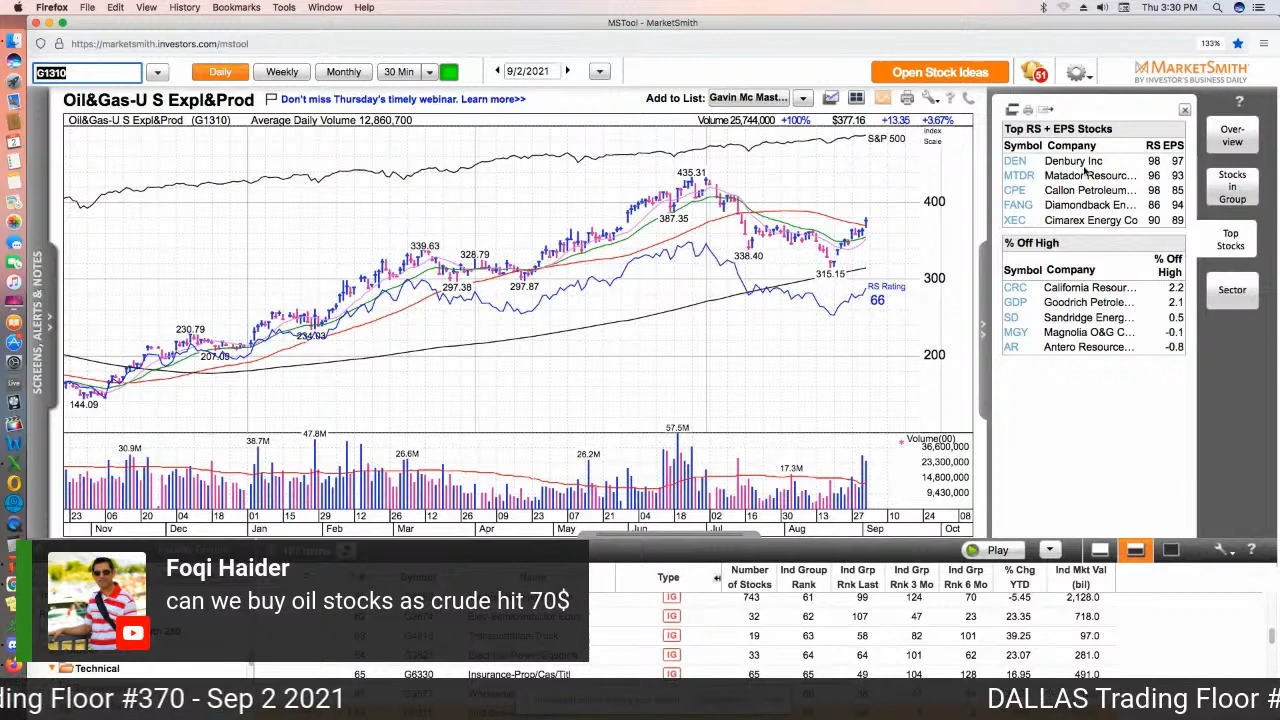 Firefox File Edit View History Bookmarks Tools Window Help
Thu 3:30 PM
MSTool - MarketSmith
https://marketsmith.investors.com/mstool
133%
G1310
Daily
Weekly
Monthly
30 Min
9/2/2021
Open Stock Ideas
51
MARKETSMITH
BY INVESTOR'S BUSINESS DAILY
Oil&Gas-U S Expl&Prod
Don't miss Thursday's timely webinar. Learn more>>
Add to List:
Gavin Mc Mast...
Oil&Gas-U S Expl&Prod (G1310) Average Daily Volume 12,860,700
Volume 25,744,000 +100% $377.16 +13.35 +3.67%
Index
Scale
S&P 500
435.31
400
387.35
339.63
328.79
338.40
300
297.38
297.87
315.15
RS Rating
66
230.79
234.03
207.09
200
144.09
Volume(00)
57.5M
47.8M
38.7M
30.9M
26.6M
26.2M
17.3M
36,600,000
23,300,000
14,800,000
9,430,000
23 06 20 04 18 01 15 29 12 26 12 26 09 23 07 21 04 18 02 16 30 13 27 10 24 08
Nov Dec Jan Feb Mar Apr May Jun Jul Aug Sep Oct
SCREENS, ALERTS & NOTES
Top RS + EPS Stocks
Symbol Company RS EPS
DEN Denbury Inc 98 97
MTDR Matador Resourc... 96 93
CPE Callon Petroleum... 98 85
FANG Diamondback En... 86 94
XEC Cimarex Energy Co 90 89
% Off High
Symbol Company % Off High
CRC California Resour... 2.2
GDP Goodrich Petrole... 2.1
SD Sandridge Energ... 0.5
MGY Magnolia O&G C... -0.1
AR Antero Resource... -0.8
?
Over-
view
Stocks
in
Group
Top
Stocks
Sector
Live
Play
Type
Number of Stocks
Ind Group Rank
Ind Grp Rnk Last
Ind Grp Rnk 3 Mo
Ind Grp Rnk 6 Mo
% Chg YTD
Ind Mkt Val (bil)
IG 743 61 99 124 70 -5.45 2,128.0
IG 32 62 107 47 23 23.35 718.0
IG 19 63 58 82 101 39.25 97.0
IG 33 64 64 101 62 23.07 281.0
65 G6330 Insurance-Prop/Cas/Titl IG 65 65 49 104 128 16.95 491.0
Foqi Haider
can we buy oil stocks as crude hit 70$
Technical
ding Floor #370 - Sep 2 2021
DALLAS Trading Floor #